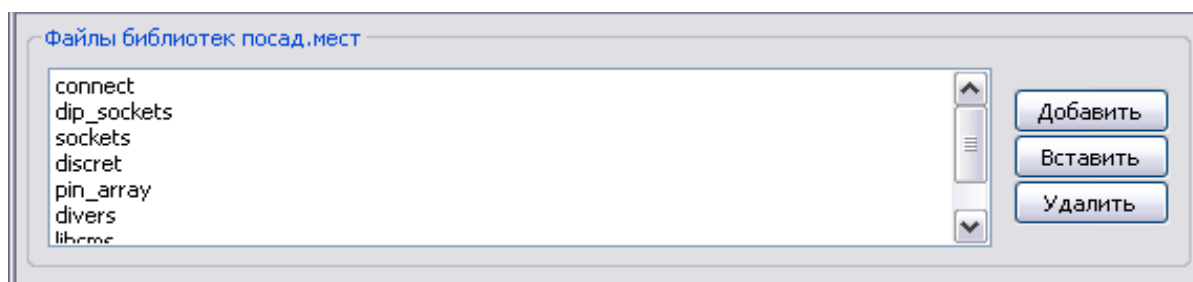 Файлы библиотек посад.мест
connect
dip_sockets
sockets
discret
pin_array
divers
Добавить
Вставить
Удалить